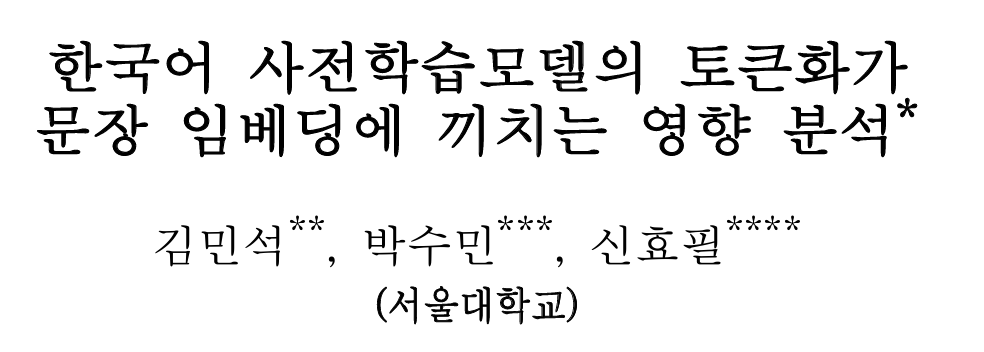 한국어 사전학습모델의 토큰화가
문장 임베딩에 끼치는 영향 분석*
김민석**, 박수민***, 신효필****
(서울대학교)